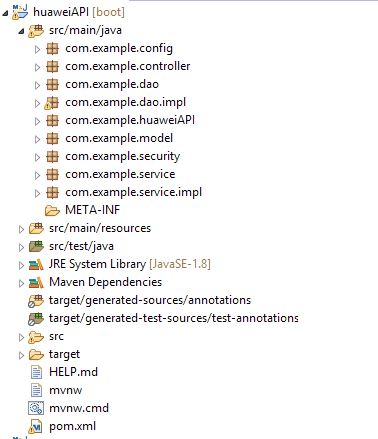 huaweiAPI [boot]
src/main/java
com.example.config
com.example.controller
com.example.dao
com.example.dao.impl
com.example.huaweiAPI
com.example.model
com.example.security
com.example.service
com.example.service.impl
META-INF
src/main/resources
src/test/java
JRE System Library [JavaSE-1.8]
Maven Dependencies
target/generated-sources/annotations
target/generated-test-sources/test-annotations
src
target
HELP.md
mvnw
mvnw.cmd
pom.xml